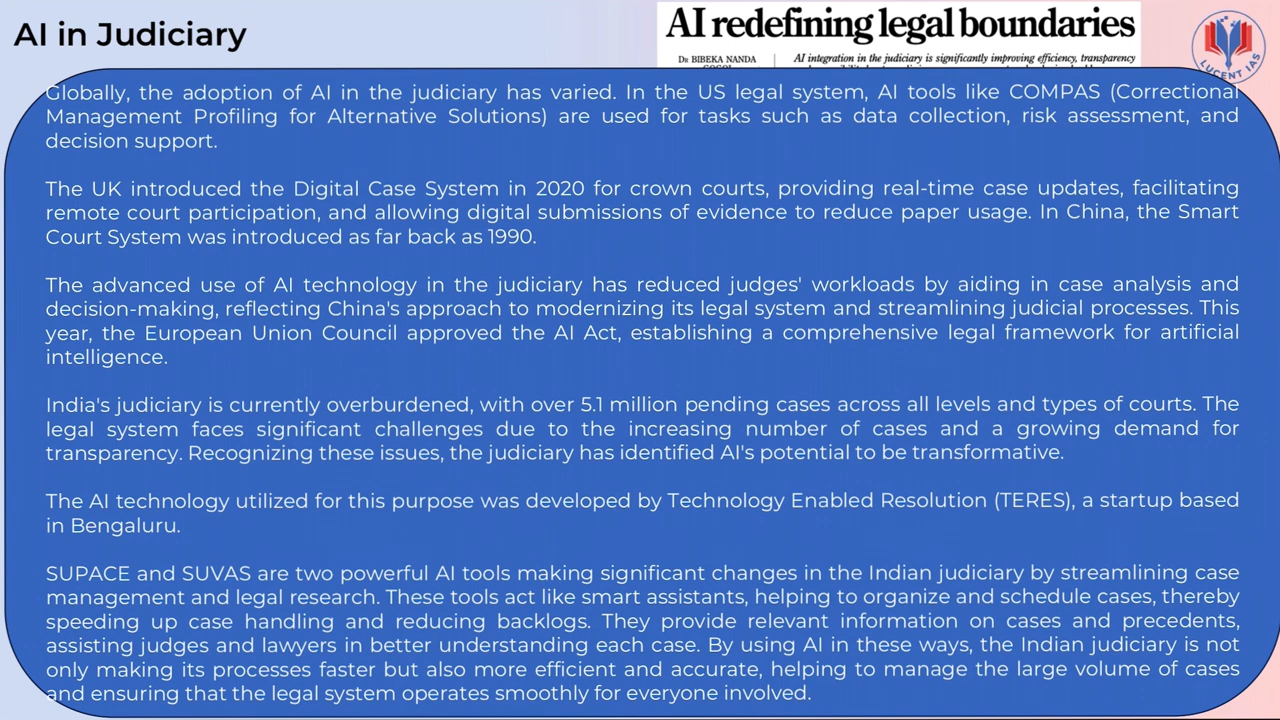 AI in Judiciary
AI redefining legal boundaries
DR BIBEKA NANDA
AI integration in the judiciary is significantly improving efficiency, transparency
LUCENT IAS
Globally, the adoption of AI in the judiciary has varied. In the US legal system, AI tools like COMPAS (Correctional
Management Profiling for Alternative Solutions) are used for tasks such as data collection, risk assessment, and
decision support.
The UK introduced the Digital Case System in 2020 for crown courts, providing real-time case updates, facilitating
remote court participation, and allowing digital submissions of evidence to reduce paper usage. In China, the Smart
Court System was introduced as far back as 1990.
The advanced use of AI technology in the judiciary has reduced judges' workloads by aiding in case analysis and
decision-making, reflecting China's approach to modernizing its legal system and streamlining judicial processes. This
year, the European Union Council approved the AI Act, establishing a comprehensive legal framework for artificial
intelligence.
India's judiciary is currently overburdened, with over 5.1 million pending cases across all levels and types of courts. The
legal system faces significant challenges due to the increasing number of cases and a growing demand for
transparency. Recognizing these issues, the judiciary has identified AI's potential to be transformative.
The AI technology utilized for this purpose was developed by Technology Enabled Resolution (TERES), a startup based
in Bengaluru.
SUPACE and SUVAS are two powerful AI tools making significant changes in the Indian judiciary by streamlining case
management and legal research. These tools act like smart assistants, helping to organize and schedule cases, thereby
speeding up case handling and reducing backlogs. They provide relevant information on cases and precedents,
assisting judges and lawyers in better understanding each case. By using AI in these ways, the Indian judiciary is not
only making its processes faster but also more efficient and accurate, helping to manage the large volume of cases
and ensuring that the legal system operates smoothly for everyone involved.